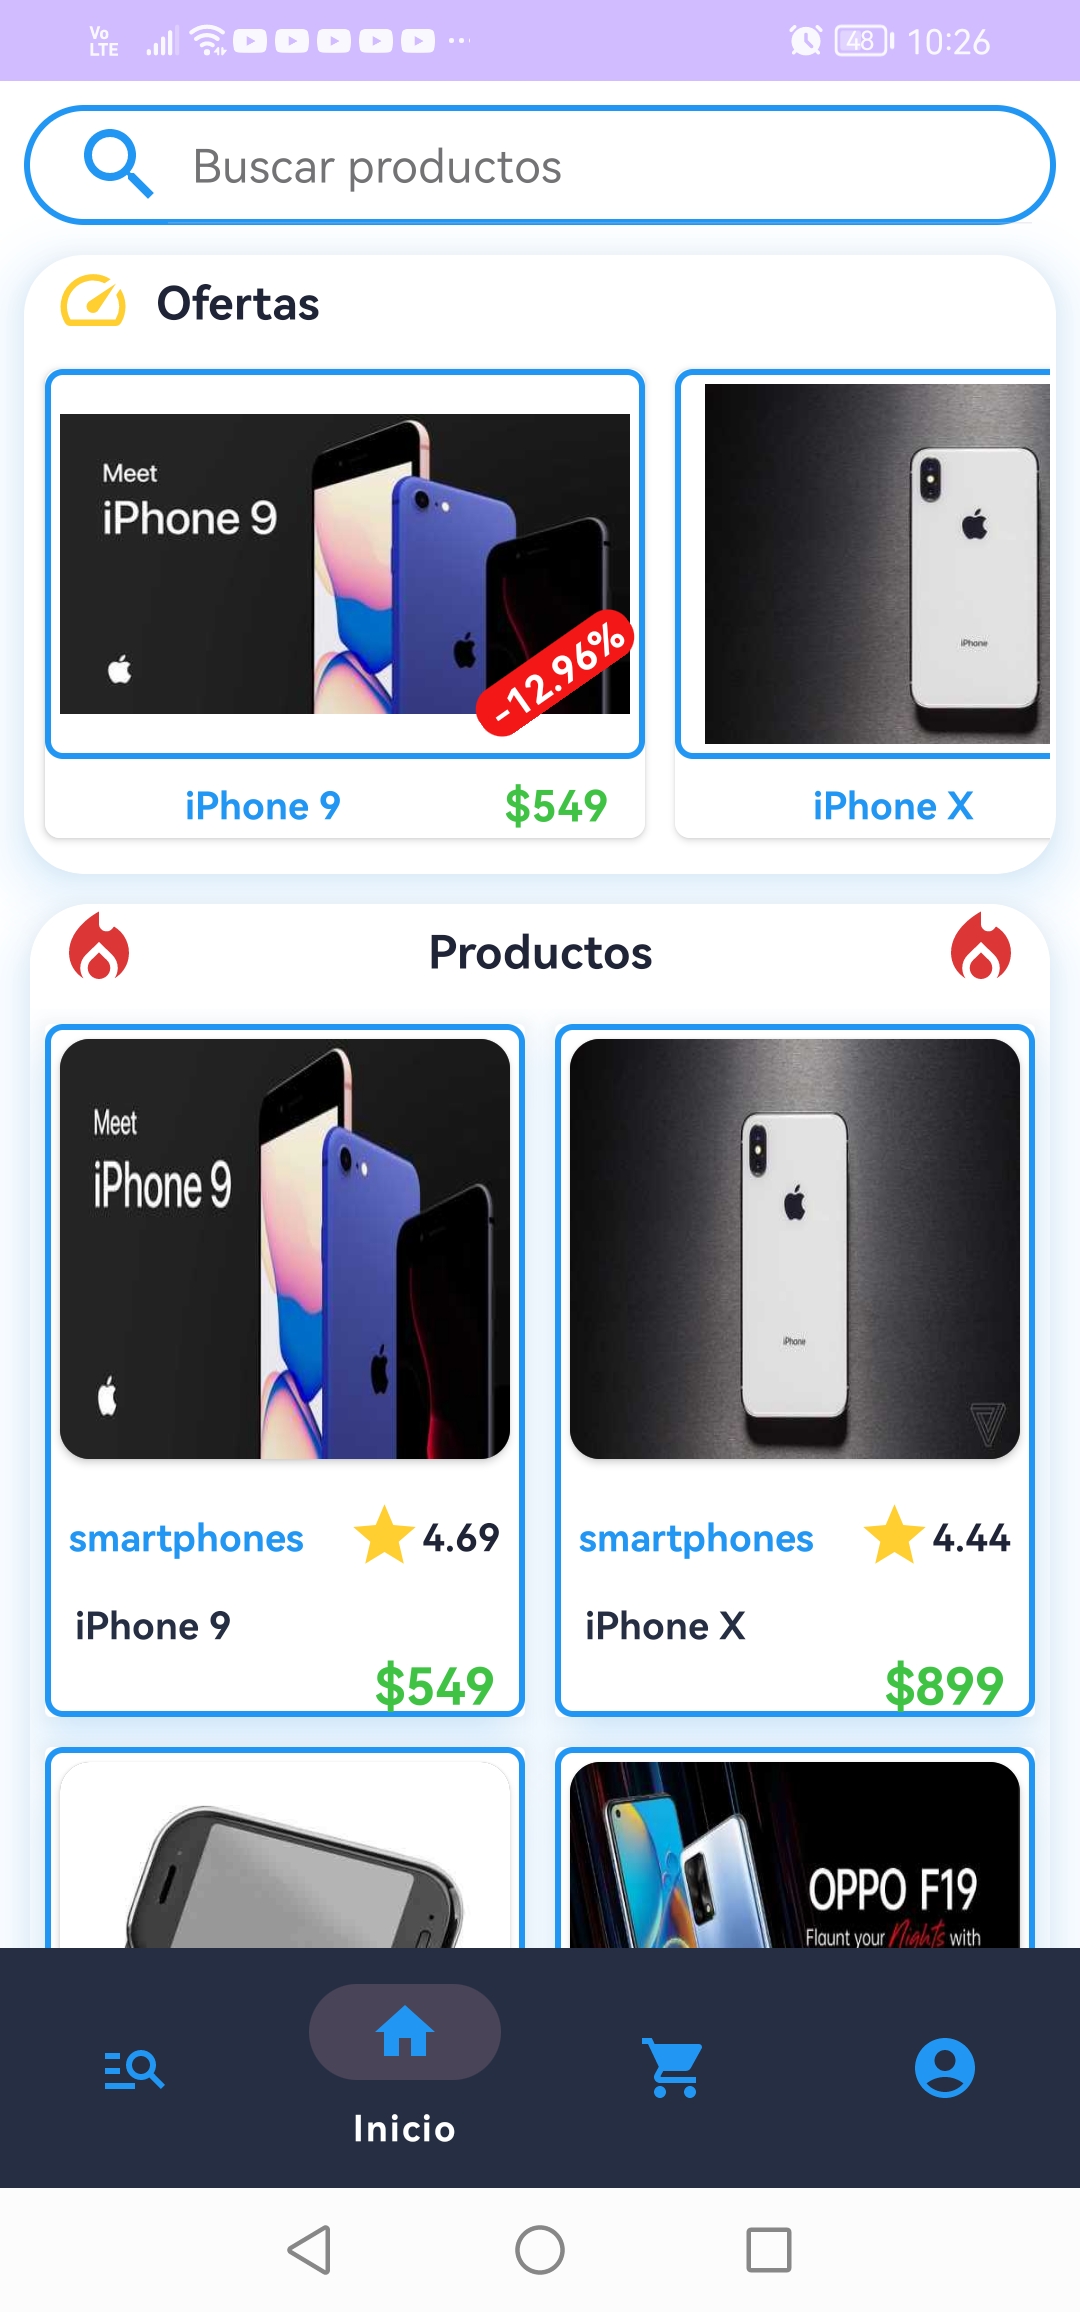 Vo
LTE
48
10:26
Buscar productos
Ofertas
Meet
iPhone 9
-12.96%
iPhone
iPhone 9
$549
iPhone X
Productos
Meet
iPhone 9
iPhone
smartphones
4.69
smartphones
4.44
iPhone 9
iPhone X
$549
$899
OPPO F19
Flaunt your Nights with
Inicio